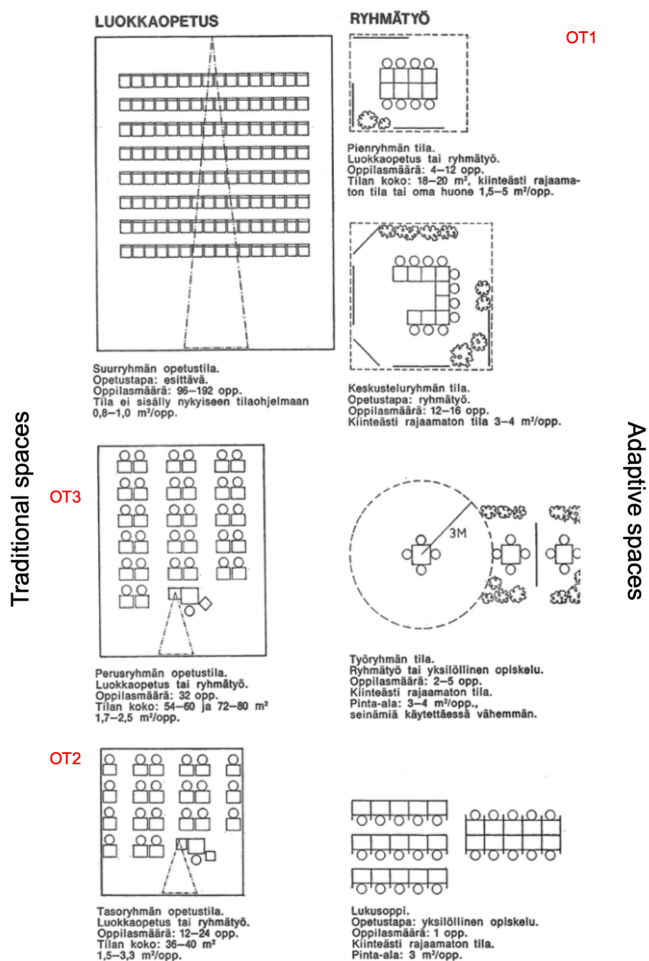 LUOKKAOPETUS
Suurryhmän opetustila.
Opetustapa: esittävä.
Oppilasmäärä: 96–192 opp.
Tila ei sisälly nykyiseen tilaohjelmaan
0,8–1,0 m²/opp.
Traditional spaces
OT3
Perusryhmän opetustila.
Luokkaopetus tai ryhmätyö.
Oppilasmäärä: 32 opp.
Tilan koko: 54–60 ja 72–80 m²
1,7–2,5 m²/opp.
OT2
Tasoryhmän opetustila.
Luokkaopetus tai ryhmätyö.
Oppilasmäärä: 12–24 opp.
Tilan koko: 36–40 m²
1,5–3,3 m²/opp.
RYHMÄTYÖ
OT1
Pienryhmän tila.
Luokkaopetus tai ryhmätyö.
Oppilasmäärä: 4–12 opp.
Tilan koko: 18–20 m², kiinteästi rajaama-
ton tila tai oma huone 1,5–5 m²/opp.
Keskusteluryhmän tila.
Opetustapa: ryhmätyö.
Oppilasmäärä: 12–16 opp.
Kiinteästi rajaamaton tila 3–4 m²/opp.
Adaptive spaces
3M
Työryhmän tila.
Ryhmätyö tai yksilöllinen opiskelu.
Oppilasmäärä: 2–5 opp.
Kiinteästi rajaamaton tila.
Pinta-ala: 3–4 m²/opp.,
seinämiä käytettäessä vähemmän.
Lukusoppi.
Opetustapa: yksilöllinen opiskelu.
Oppilasmäärä: 1 opp.
Kiinteästi rajaamaton tila.
Pinta-ala: 3 m²/opp.